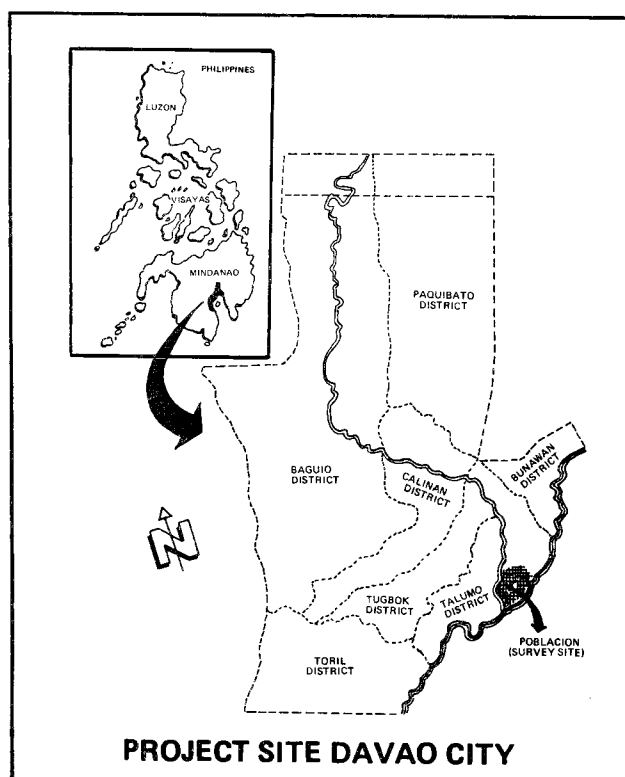 PHILIPPINES
LUZON
VISAYAS
MINDANAO
PAQUIBATO
DISTRICT
BUNAWAN
DISTRICT
BAGUIO
DISTRICT
CALINAN
DISTRICT
N
TUGBOK
DISTRICT
TALUMO
DISTRICT
POBLACION
(SURVEY SITE)
TORIL
DISTRICT
PROJECT SITE DAVAO CITY